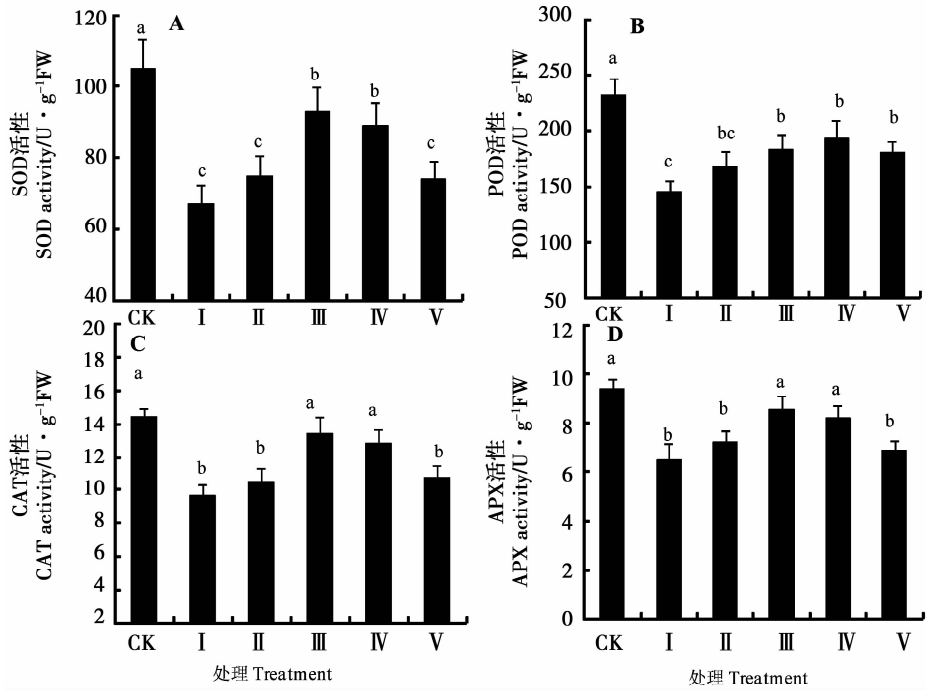 A
SOD活性
SOD activity/U·g⁻¹FW
120
100
80
60
40
a
c
c
b
b
c
CK I II III IV V
B
POD活性
POD activity/U·g⁻¹FW
300
250
200
150
100
50
a
c
bc
b
b
b
CK I II III IV V
C
CAT活性
CAT activity/U·g⁻¹FW
20
18
16
14
12
10
8
6
4
2
a
b
b
a
a
b
CK I II III IV V
处理 Treatment
D
APX活性
APX activity/U·g⁻¹FW
12
10
8
6
4
2
0
a
b
b
a
a
b
CK I II III IV V
处理 Treatment